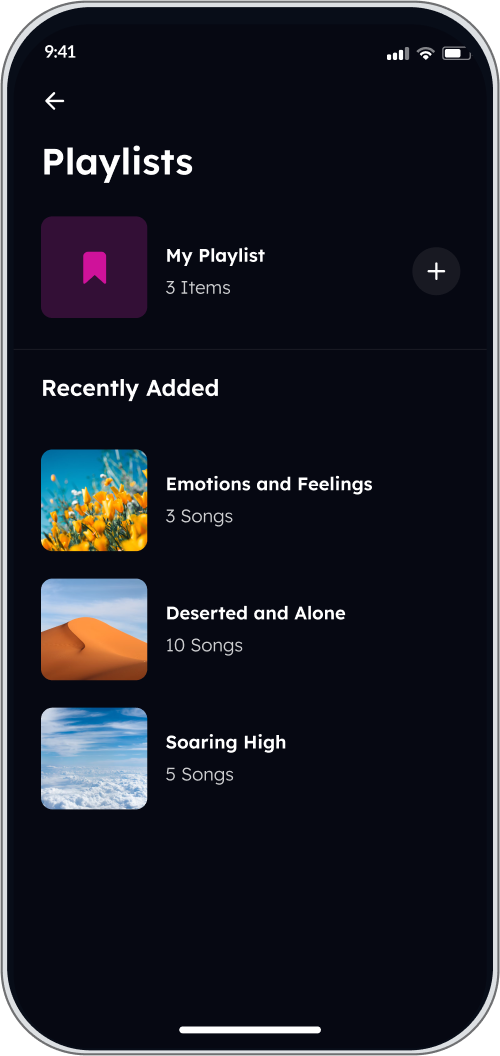 9:41
Playlists
My Playlist
3 Items
Recently Added
Emotions and Feelings
3 Songs
Deserted and Alone
10 Songs
Soaring High
5 Songs